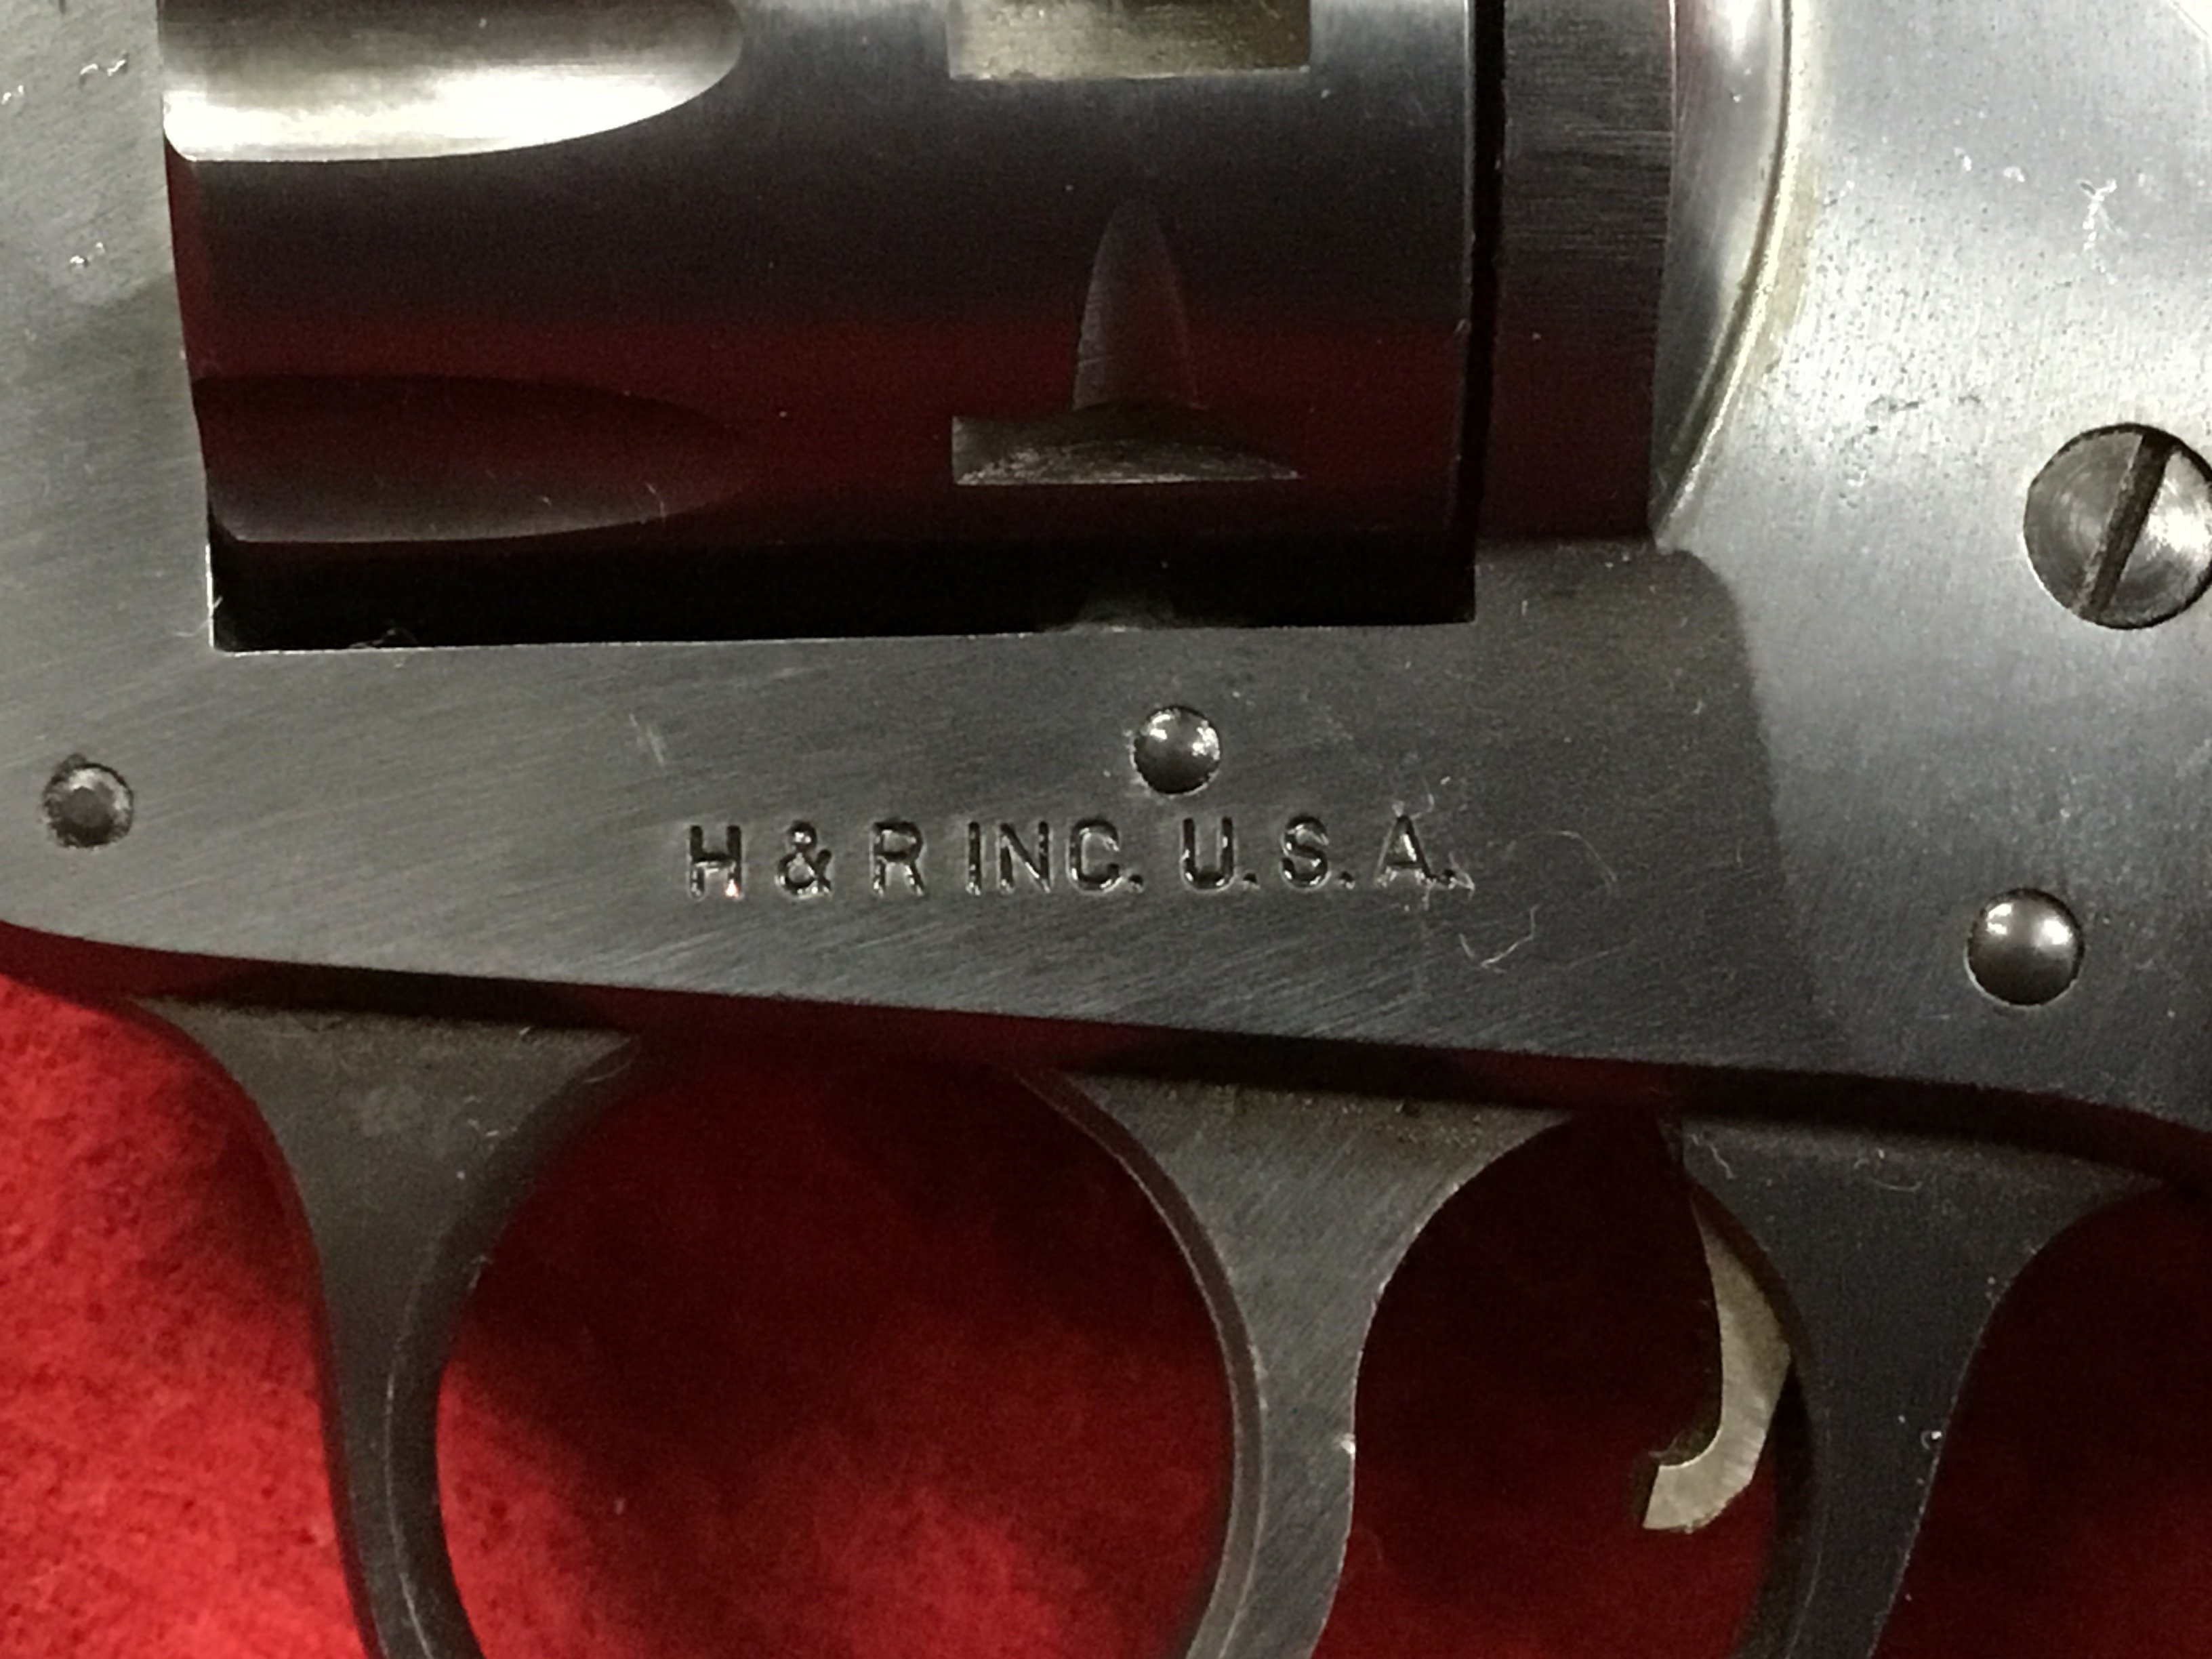 H & R INC. U.S.A.